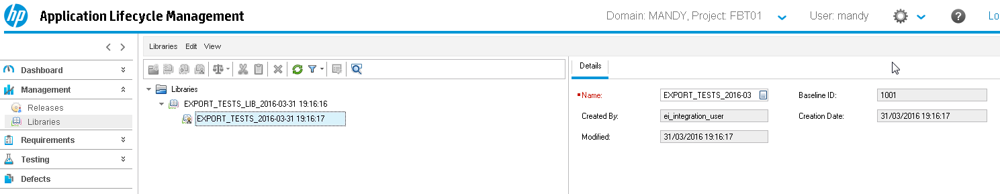 hp Application Lifecycle Management Domain: MANDY, Project: FBT01 User: mandy ? Lo
Libraries Edit View
Dashboard
Management
Releases
Libraries
Requirements
Testing
Defects
Libraries
EXPORT_TESTS_LIB_2016-03-31 19:16:16
EXPORT_TESTS_2016-03-31 19:16:17
Details
Name: EXPORT_TESTS_2016-03 Baseline ID: 1001
Created By: ei_integration_user Creation Date: 31/03/2016 19:16:17
Modified: 31/03/2016 19:16:17